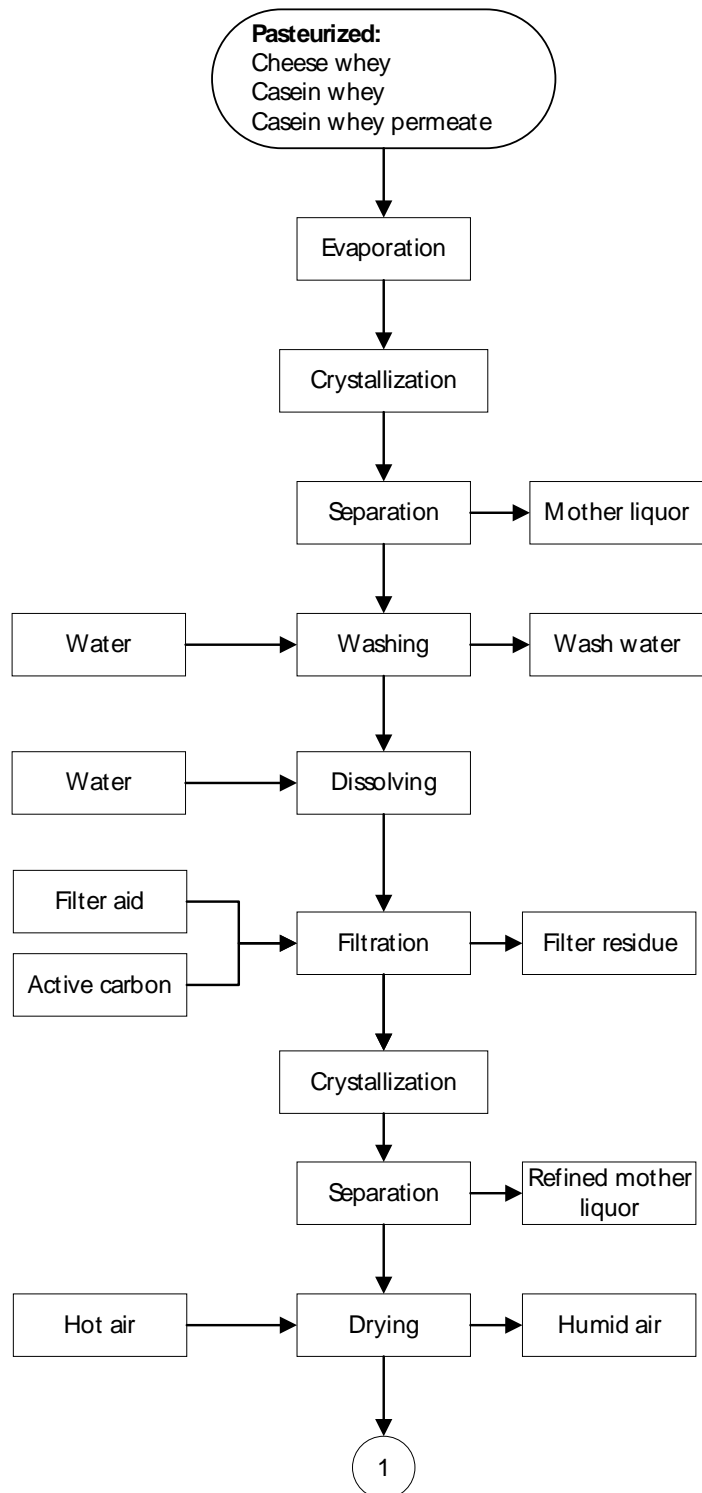 Pasteurized:
Cheese whey
Casein whey
Casein whey permeate
Evaporation
Crystallization
Separation
Mother liquor
Water
Washing
Wash water
Water
Dissolving
Filter aid
Active carbon
Filtration
Filter residue
Crystallization
Separation
Refined mother
liquor
Hot air
Drying
Humid air
1